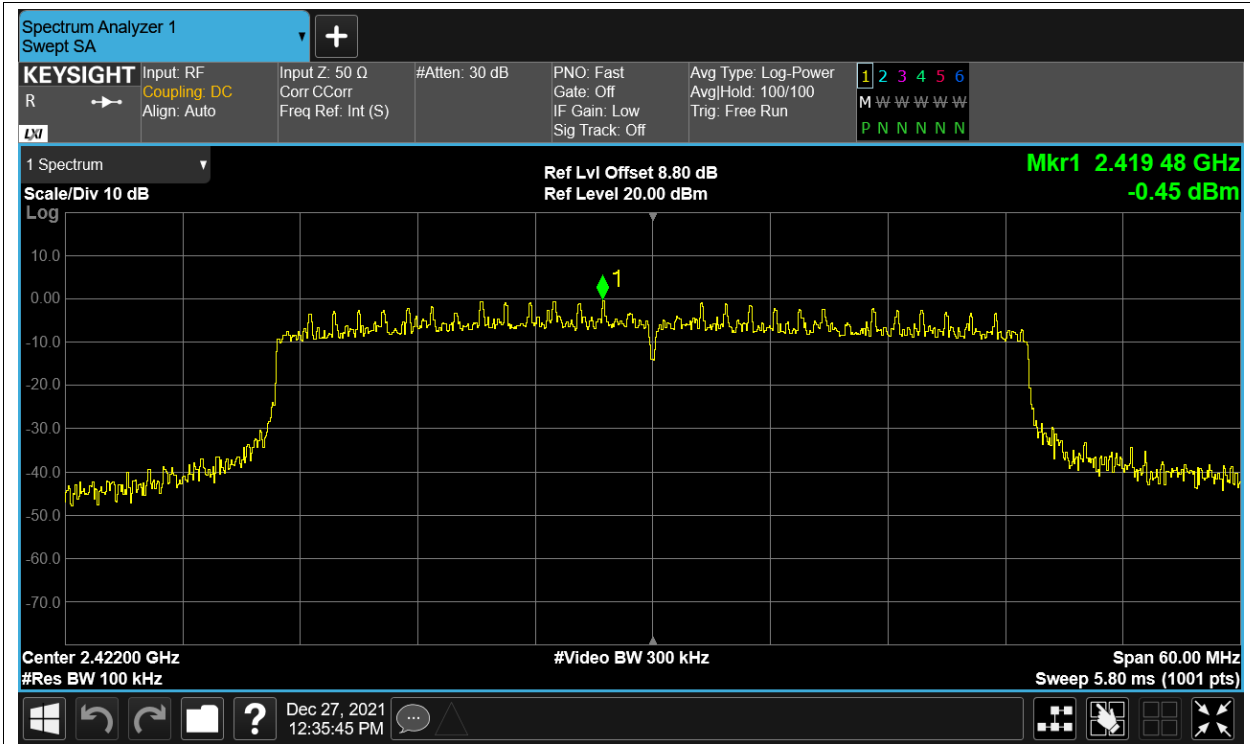 Spectrum Analyzer 1
Swept SA
+
KEYSIGHT
R
LXI
Input: RF
Coupling: DC
Align: Auto
Input Z: 50 Ω
Corr CCorr
Freq Ref: Int (S)
#Atten: 30 dB
PNO: Fast
Gate: Off
IF Gain: Low
Sig Track: Off
Avg Type: Log-Power
Avg|Hold: 100/100
Trig: Free Run
1 2 3 4 5 6
M W W W W W
P N N N N N
1 Spectrum
Scale/Div 10 dB
Log
Ref Lvl Offset 8.80 dB
Ref Level 20.00 dBm
Mkr1 2.419 48 GHz
-0.45 dBm
1
10.0
0.00
-10.0
-20.0
-30.0
-40.0
-50.0
-60.0
-70.0
Center 2.42200 GHz
#Res BW 100 kHz
#Video BW 300 kHz
Span 60.00 MHz
Sweep 5.80 ms (1001 pts)
?
Dec 27, 2021
12:35:45 PM